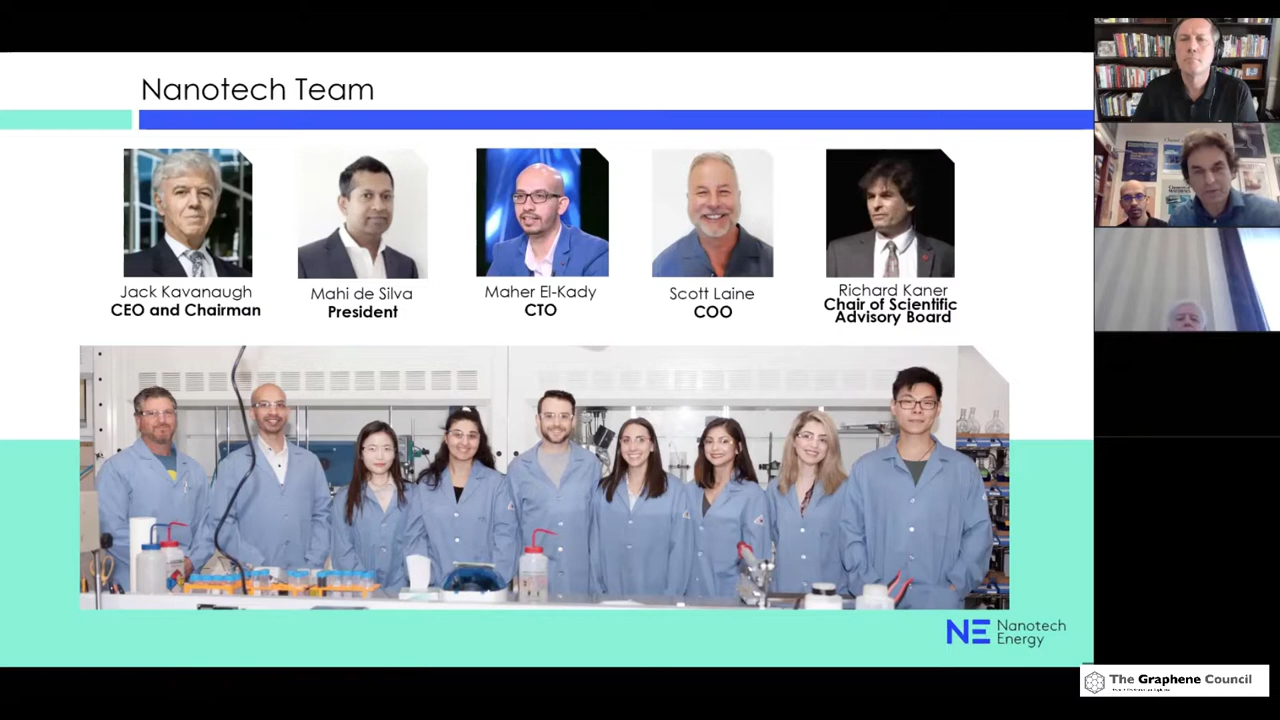 Nanotech Team
Jack Kavanaugh
CEO and Chairman
Mahi de Silva
President
Maher El-Kady
CTO
Scott Laine
COO
Richard Kaner
Chair of Scientific
Advisory Board
NE Nanotech
Energy
The Graphene Council